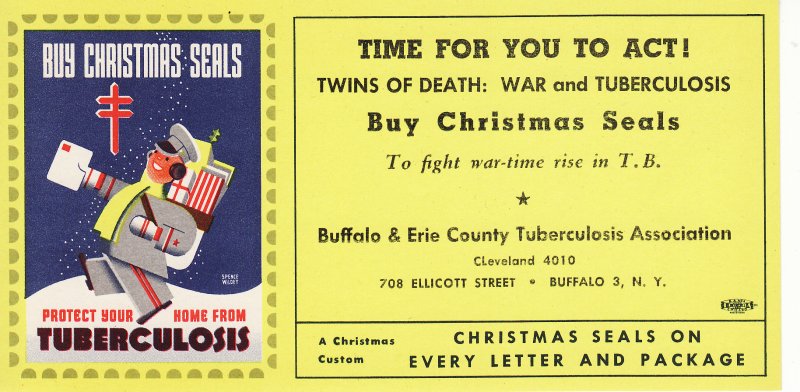 BUY CHRISTMAS SEALS
SPENCE
WILDEY
PROTECT YOUR HOME FROM
TUBERCULOSIS
TIME FOR YOU TO ACT!
TWINS OF DEATH: WAR and TUBERCULOSIS
Buy Christmas Seals
To fight war-time rise in T.B.
Buffalo & Erie County Tuberculosis Association
Cleveland 4010
708 ELLICOTT STREET • BUFFALO 3, N. Y.
A Christmas
Custom
CHRISTMAS SEALS ON
EVERY LETTER AND PACKAGE